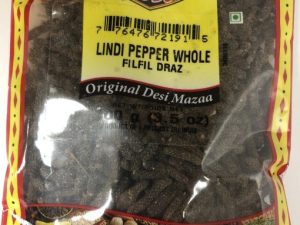 7 76476 72191 5
LINDI PEPPER WHOLE
FILFIL DRAZ
Original Desi Mazaa
(3.5 oz)